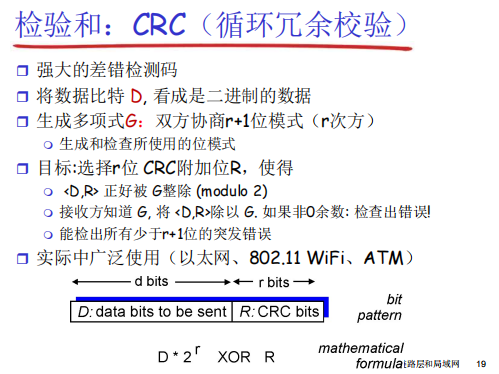 检验和：CRC（循环冗余校验）
强大的差错检测码
将数据比特 D, 看成是二进制的数据
生成多项式G：双方协商r+1位模式（r次方）
生成和检查所使用的位模式
目标:选择r位 CRC附加位R，使得
<D,R> 正好被 G整除 (modulo 2)
接收方知道 G, 将 <D,R>除以 G. 如果非0余数: 检查出错误!
能检出所有少于r+1位的突发错误
实际中广泛使用（以太网、802.11 WiFi、ATM）
d bits r bits
D: data bits to be sent R: CRC bits
bit
pattern
D * 2^r XOR R
mathematical
formula
路层和局域网 19